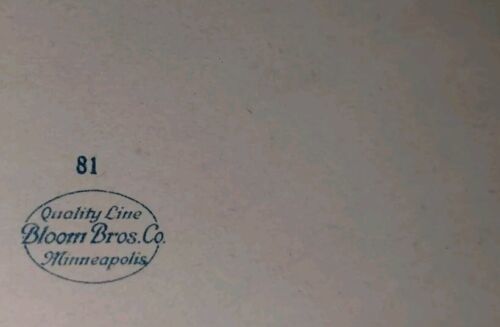 81
Quality Line
Bloom Bros. Co.
Minneapolis